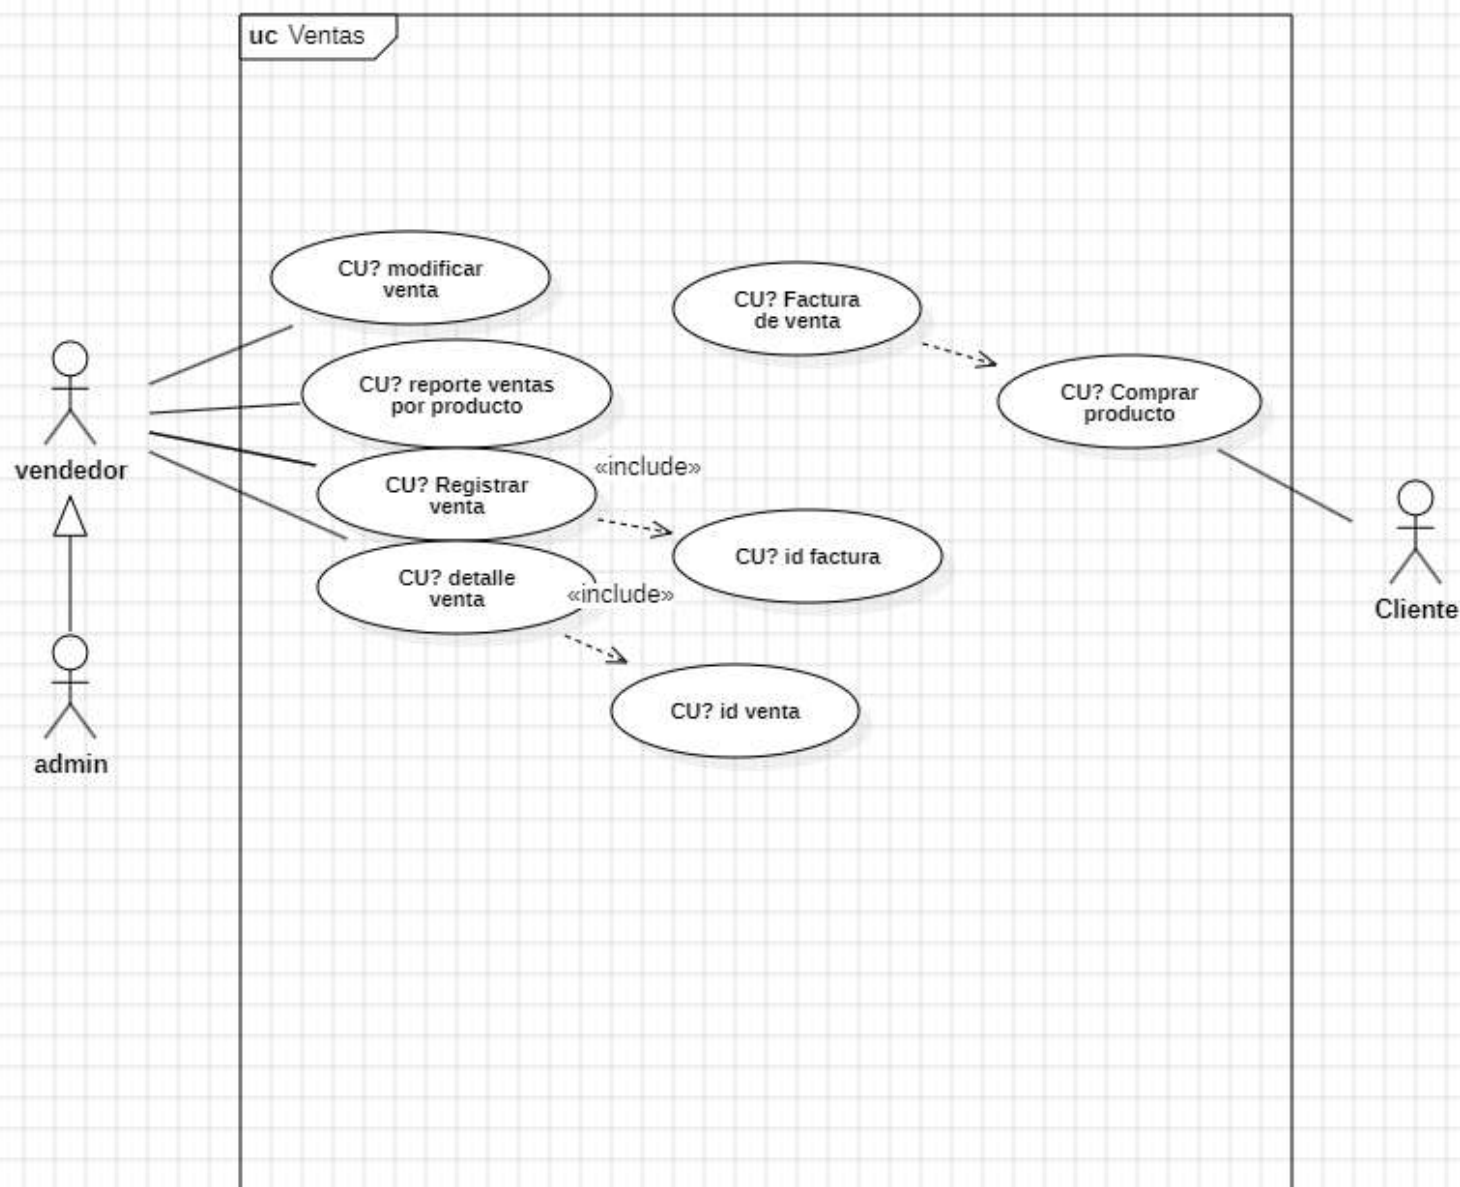 uc Ventas
CU? modificar
venta
CU? Factura
de venta
CU? reporte ventas
por producto
CU? Comprar
producto
vendedor
«include»
CU? Registrar
venta
CU? id factura
CU? detalle
venta
«include»
Cliente
CU? id venta
admin